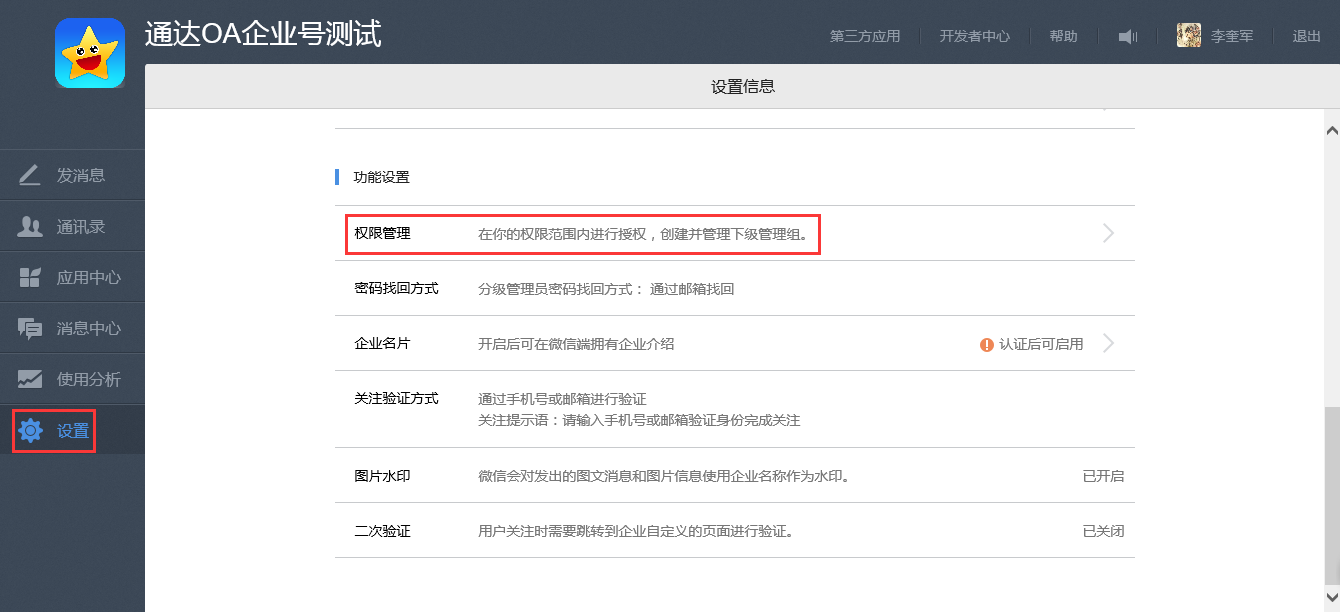 通达OA企业号测试
第三方应用
开发者中心
帮助
李奎军
退出
设置信息
发消息
通讯录
应用中心
消息中心
使用分析
设置
功能设置
权限管理 在你的权限范围内进行授权，创建并管理下级管理组。
密码找回方式 分级管理员密码找回方式： 通过邮箱找回
企业名片 开启后可在微信端拥有企业介绍 认证后可启用
关注验证方式 通过手机号或邮箱进行验证
关注提示语：请输入手机号或邮箱验证身份完成关注
图片水印 微信会对发出的图文消息和图片信息使用企业名称作为水印。 已开启
二次验证 用户关注时需要跳转到企业自定义的页面进行验证。 已关闭